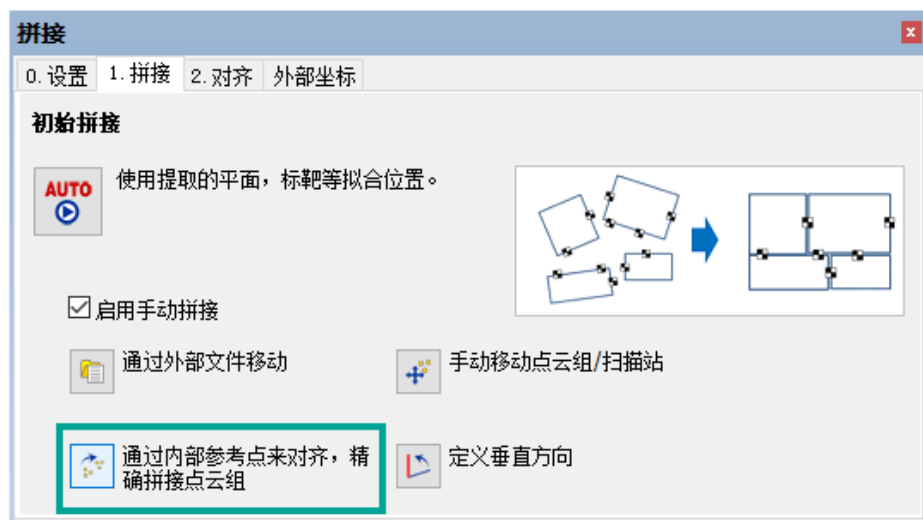 拼接
0. 设置 1. 拼接 2. 对齐 外部坐标
初始拼接
AUTO
使用提取的平面，标靶等拟合位置。
启用手动拼接
通过外部文件移动
手动移动点云组/扫描站
通过内部参考点来对齐，精
确拼接点云组
定义垂直方向